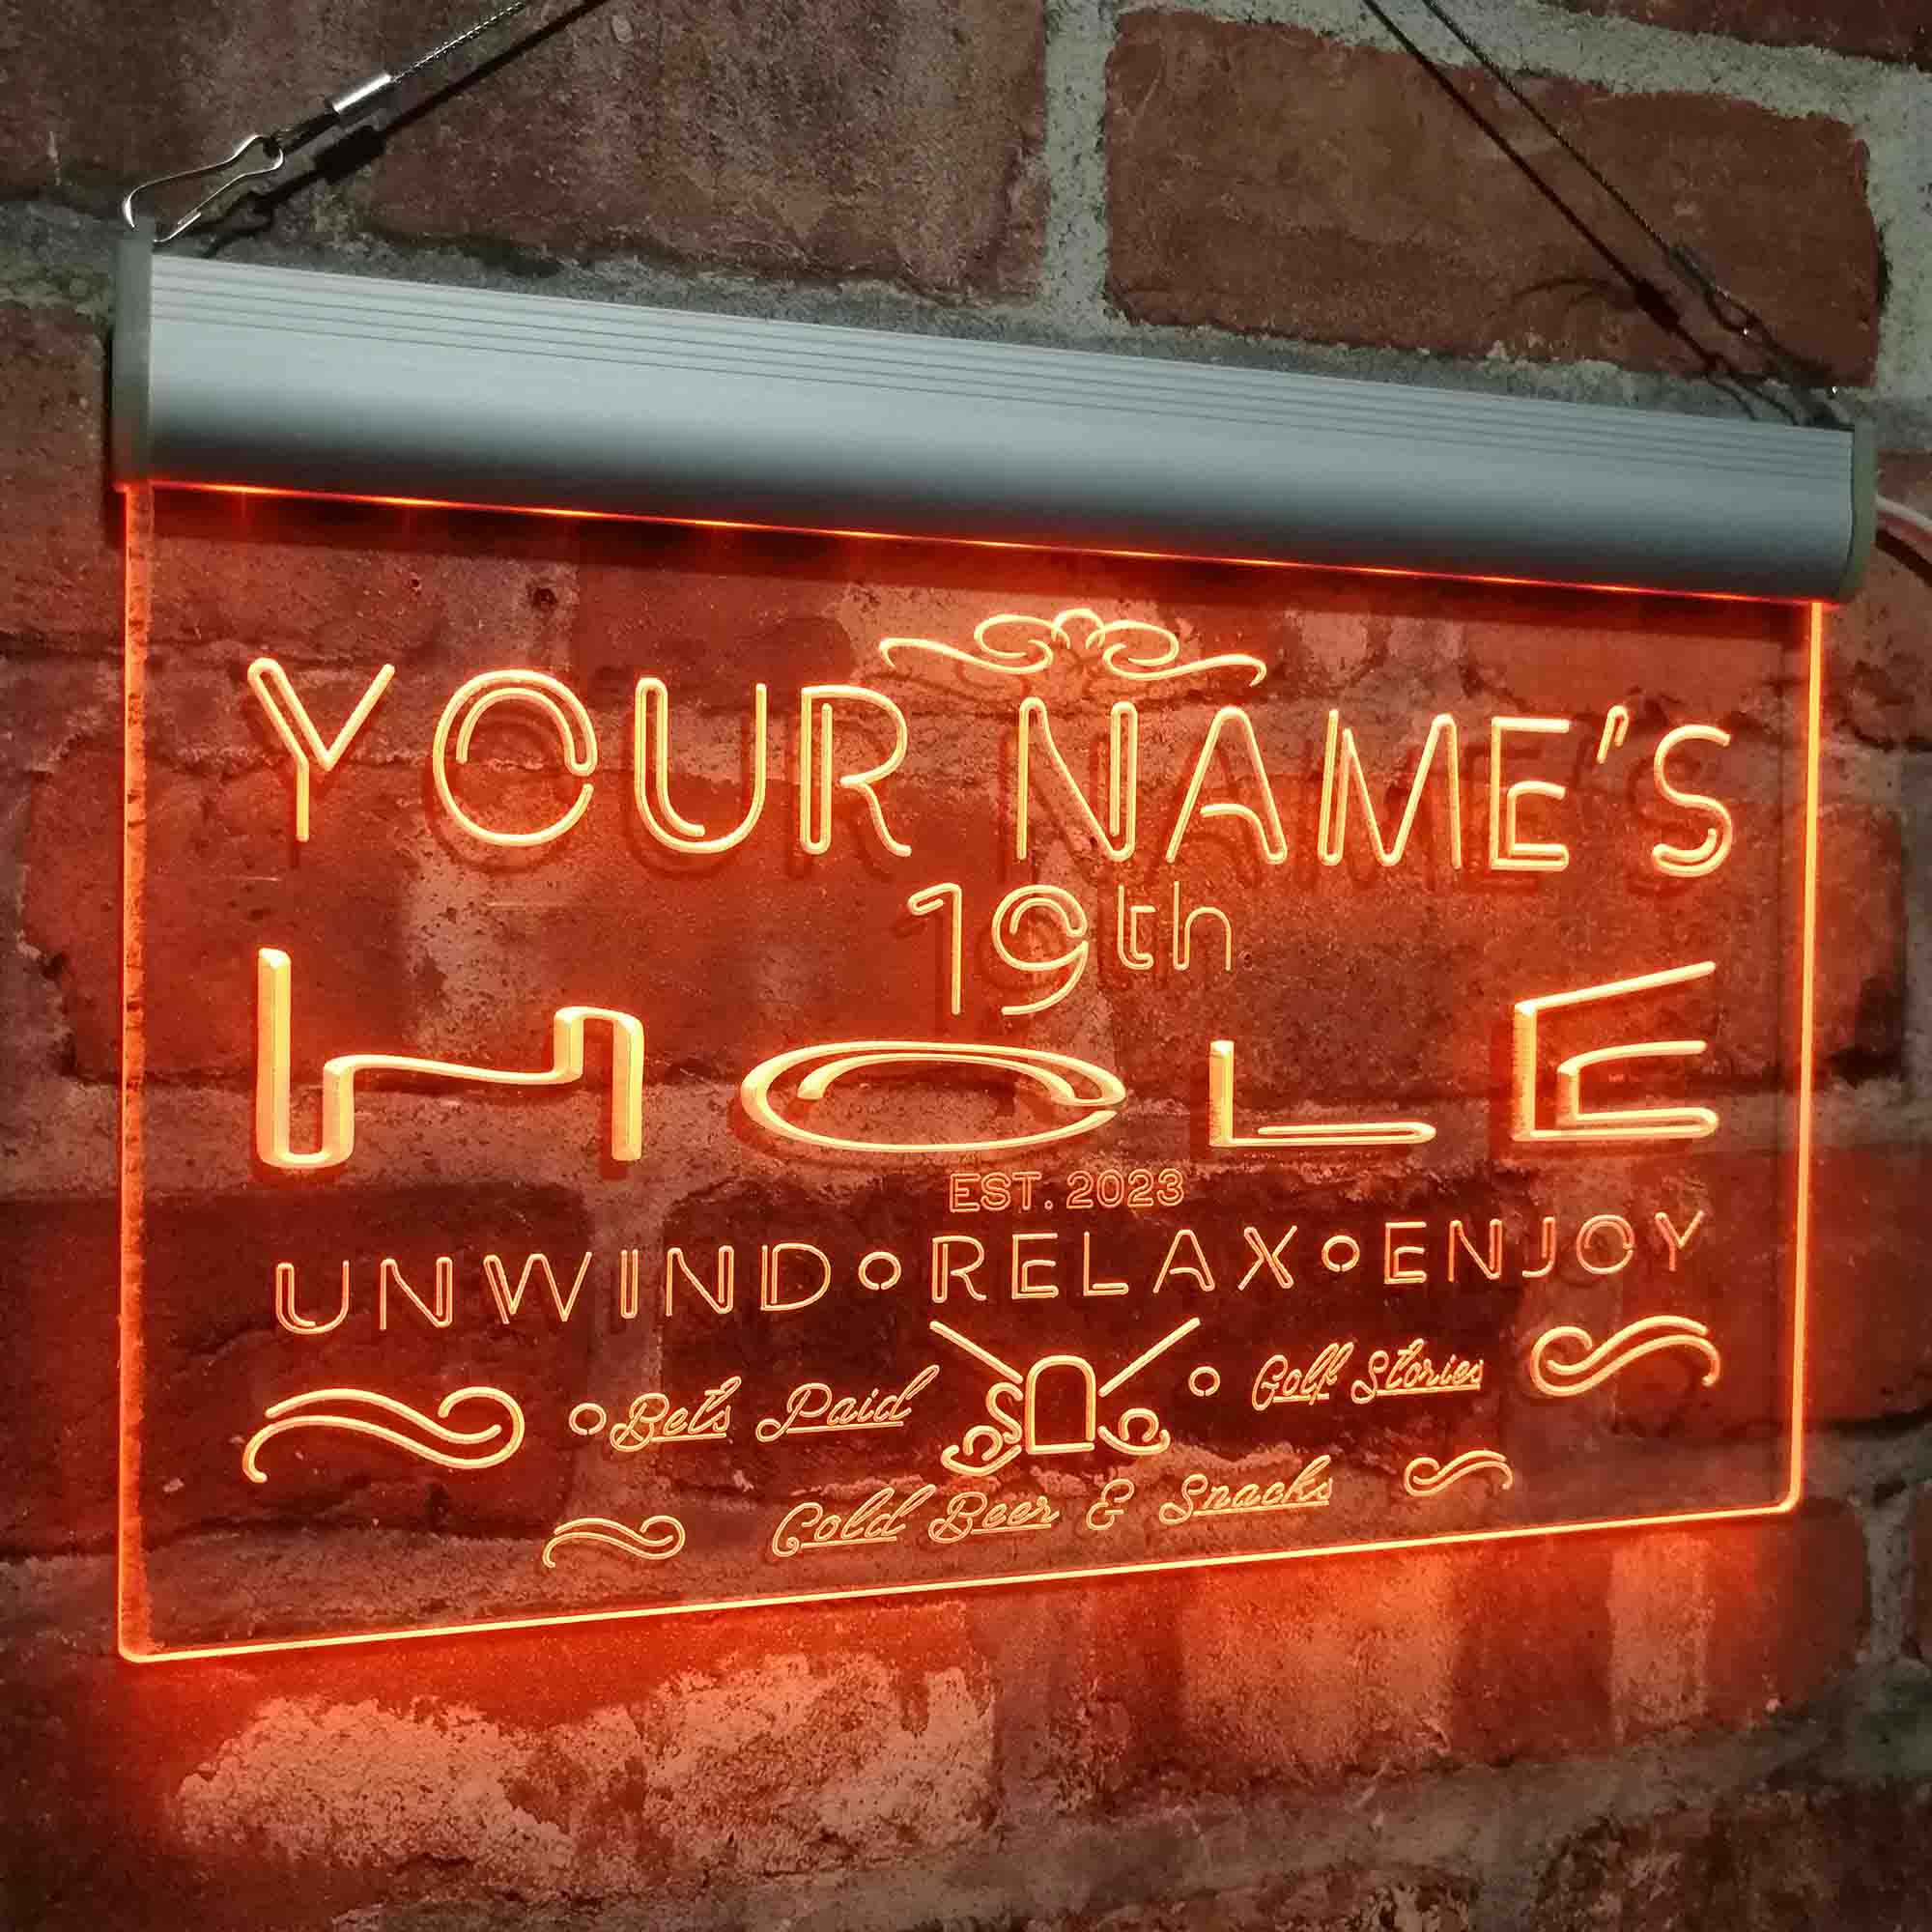 YOUR NAME'S
19th
HOLE
EST. 2023
UNWIND RELAX ENJOY
Bets Paid Golf Stories
Cold Beer & Snacks